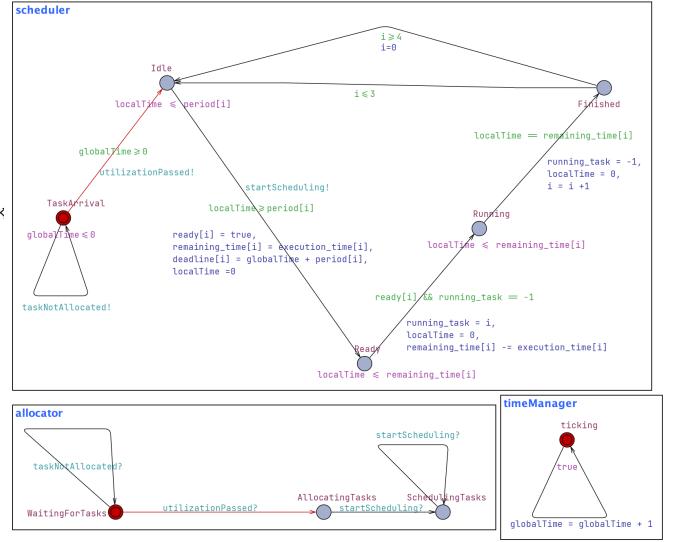 scheduler
i⩾4
i=0
Idle
i⩽3
localTime ⩽ period[i]
Finished
localTime == remaining_time[i]
globalTime⩾0
running_task = -1,
localTime = 0,
i = i +1
utilizationPassed!
startScheduling!
TaskArrival
localTime⩾period[i]
Running
globalTime⩽0
ready[i] = true,
remaining_time[i] = execution_time[i],
deadline[i] = globalTime + period[i],
localTime =0
localTime ⩽ remaining_time[i]
ready[i] && running_task == -1
taskNotAllocated!
running_task = i,
localTime = 0,
remaining_time[i] -= execution_time[i]
Ready
localTime ⩽ remaining_time[i]
allocator
startScheduling?
taskNotAllocated?
AllocatingTasks
SchedulingTasks
WaitingForTasks
utilizationPassed?
startScheduling?
timeManager
ticking
true
globalTime = globalTime + 1